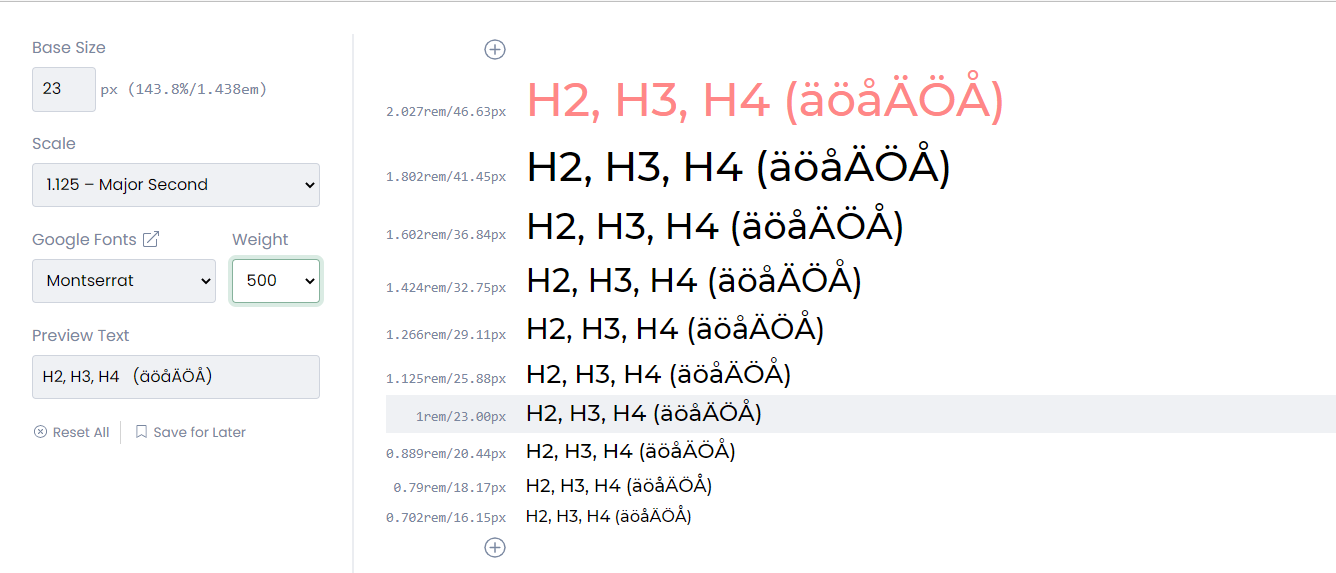 Base Size
23 px (143.8%/1.438em)
Scale
1.125 – Major Second
Google Fonts Weight
Montserrat 500
Preview Text
H2, H3, H4 (äöåÄÖÅ)
Reset All Save for Later
2.027rem/46.63px H2, H3, H4 (äöåÄÖÅ)
1.802rem/41.45px H2, H3, H4 (äöåÄÖÅ)
1.602rem/36.84px H2, H3, H4 (äöåÄÖÅ)
1.424rem/32.75px H2, H3, H4 (äöåÄÖÅ)
1.266rem/29.11px H2, H3, H4 (äöåÄÖÅ)
1.125rem/25.88px H2, H3, H4 (äöåÄÖÅ)
1rem/23.00px H2, H3, H4 (äöåÄÖÅ)
0.889rem/20.44px H2, H3, H4 (äöåÄÖÅ)
0.79rem/18.17px H2, H3, H4 (äöåÄÖÅ)
0.702rem/16.15px H2, H3, H4 (äöåÄÖÅ)